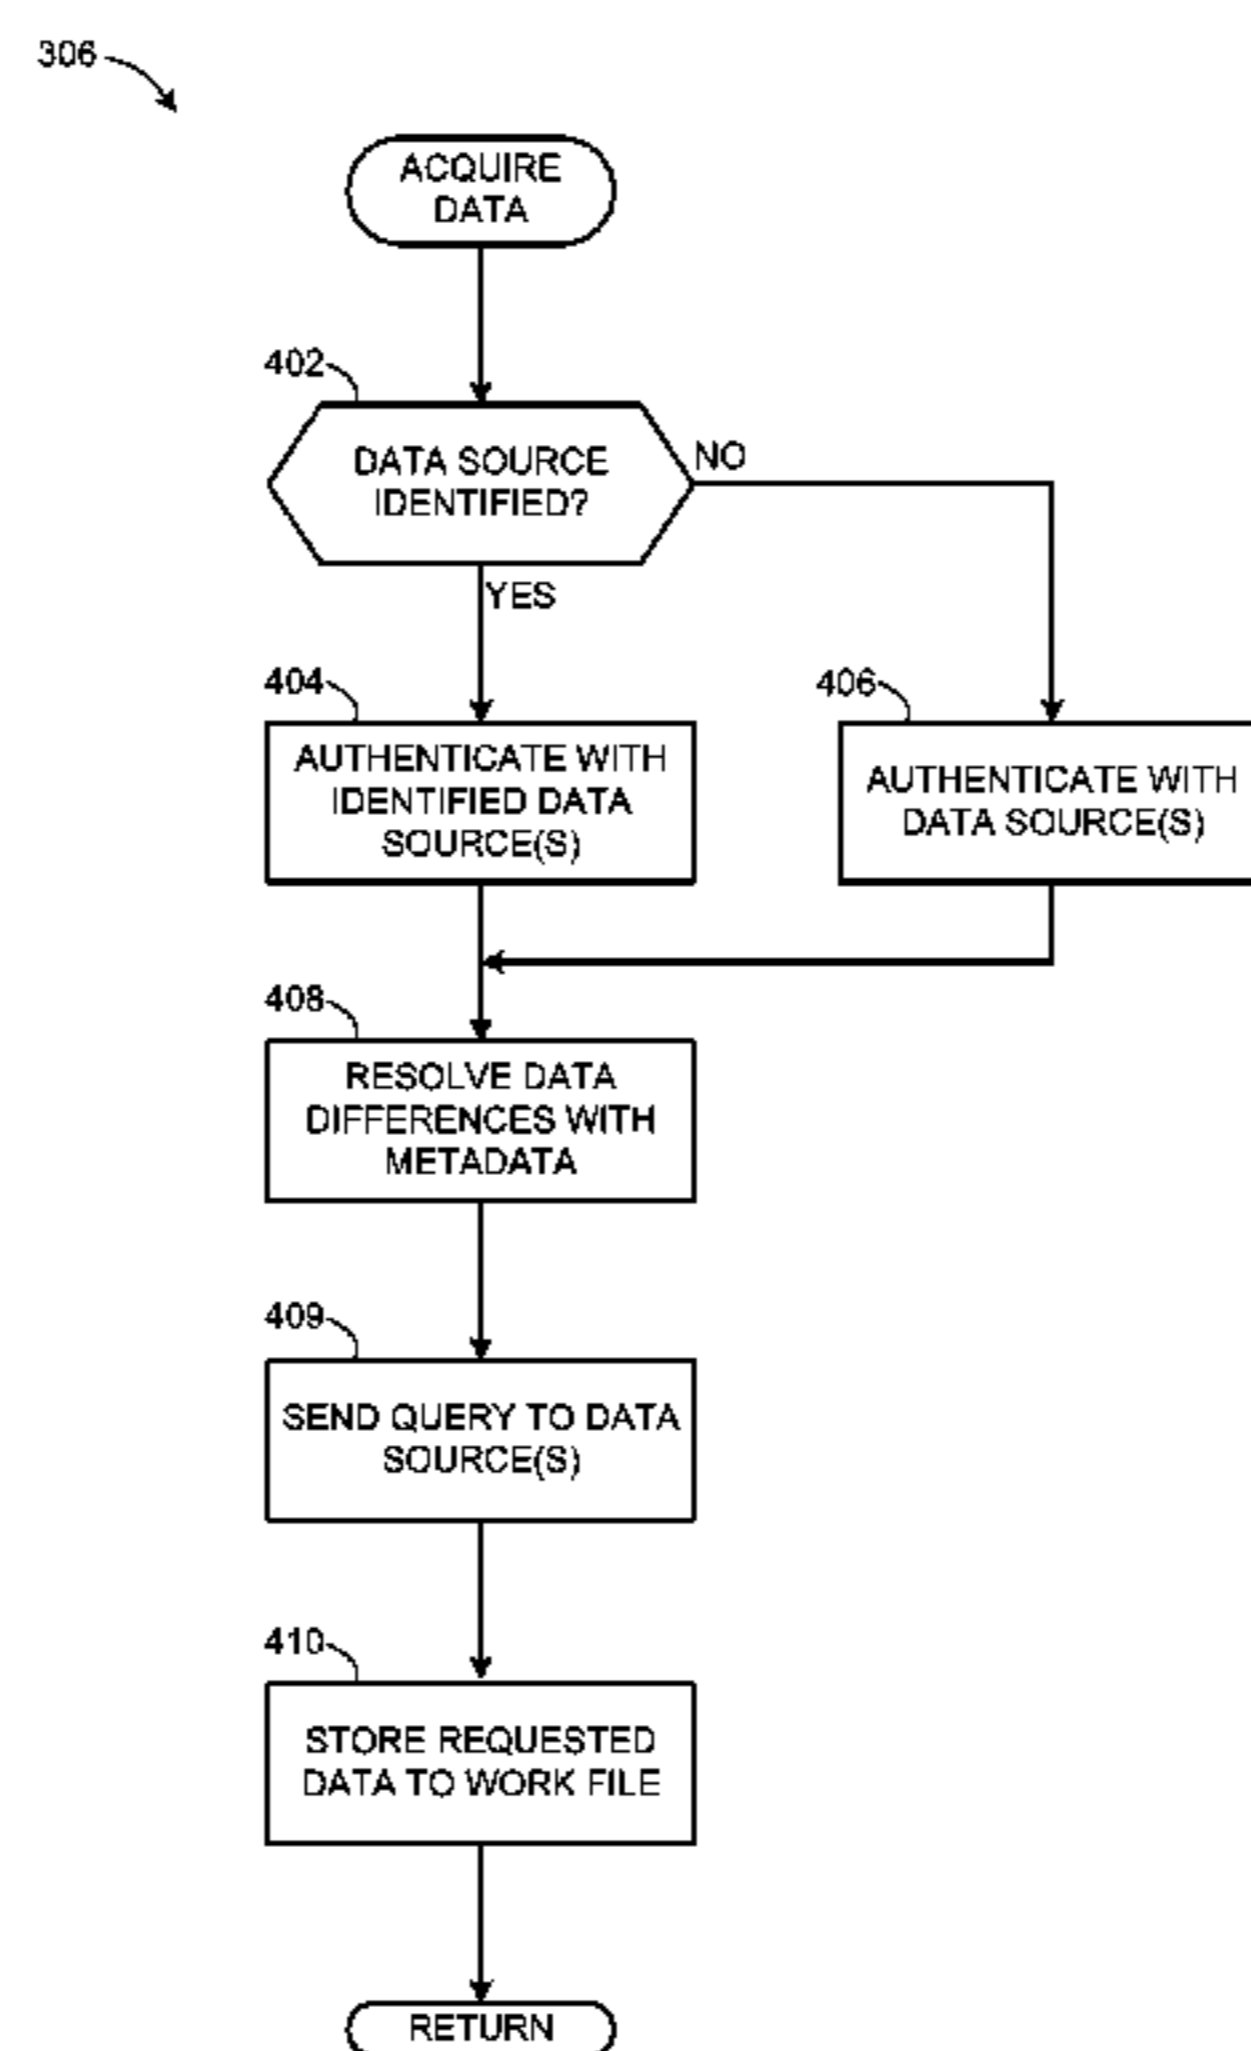 306
ACQUIRE
DATA
402
DATA SOURCE
IDENTIFIED?
NO
YES
404
AUTHENTICATE WITH
IDENTIFIED DATA
SOURCE(S)
406
AUTHENTICATE WITH
DATA SOURCE(S)
408
RESOLVE DATA
DIFFERENCES WITH
METADATA
409
SEND QUERY TO DATA
SOURCE(S)
410
STORE REQUESTED
DATA TO WORK FILE
RETURN